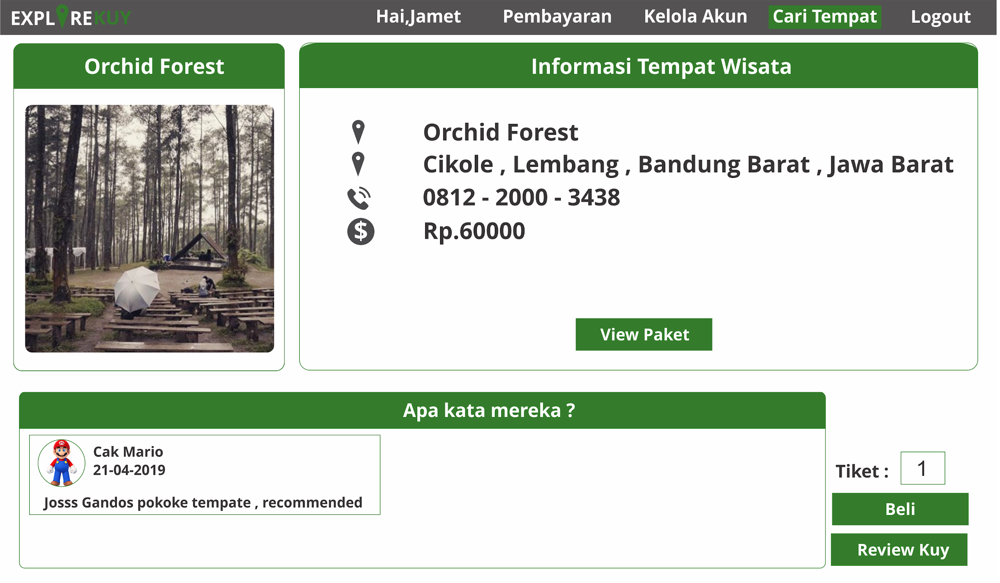 EXPLOREKUY Hai,Jamet Pembayaran Kelola Akun Cari Tempat Logout
Orchid Forest
Informasi Tempat Wisata
Orchid Forest
Cikole , Lembang , Bandung Barat , Jawa Barat
0812 - 2000 - 3438
$ Rp.60000
View Paket
Apa kata mereka ?
M
Cak Mario
21-04-2019
Josss Gandos pokoke tempate , recommended
Tiket : 1
Beli
Review Kuy